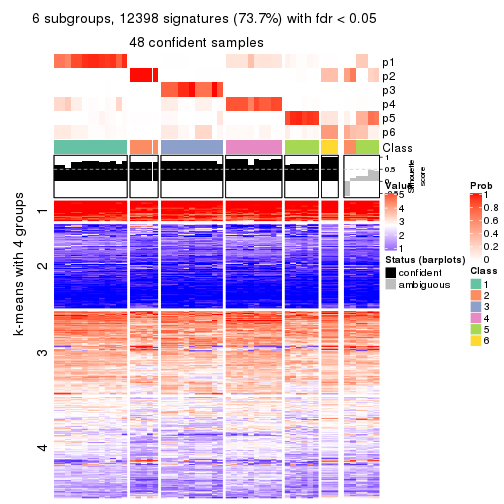 6 subgroups, 12398 signatures (73.7%) with fdr < 0.05
48 confident samples
p1
p2
p3
p4
p5
p6
Class
1
0.5
0
Silhouette
score
k-means with 4 groups
1
2
3
4
Value
5
4
3
2
1
Status (barplots)
confident
ambiguous
Prob
1
0.8
0.6
0.4
0.2
0
Class
1
2
3
4
5
6